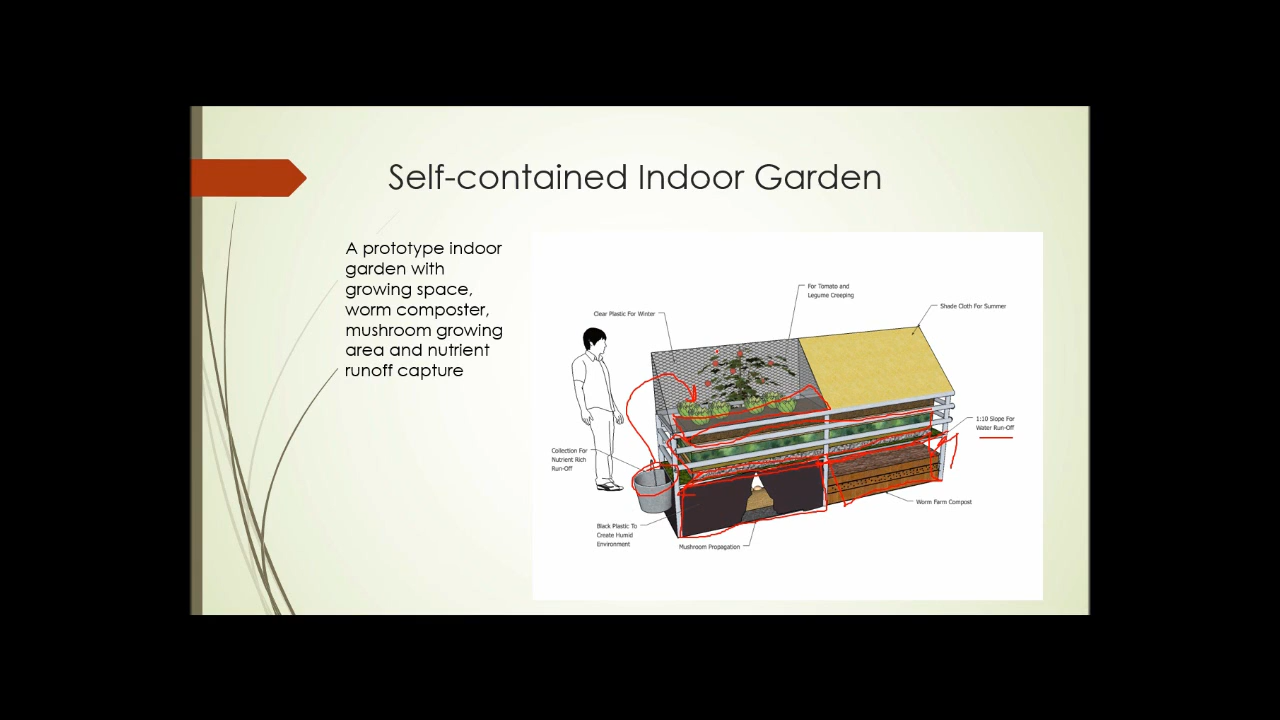 Self-contained Indoor Garden
A prototype indoor
garden with
growing space,
worm composter,
mushroom growing
area and nutrient
runoff capture
For Tomato and
Legume Creeping
Shade Cloth For Summer
Clear Plastic For Winter
1:10 Slope For
Water Run-Off
Collection For
Nutrient Rich
Run-Off
Worm Farm Compost
Black Plastic To
Create Humid
Environment
Mushroom Propagation